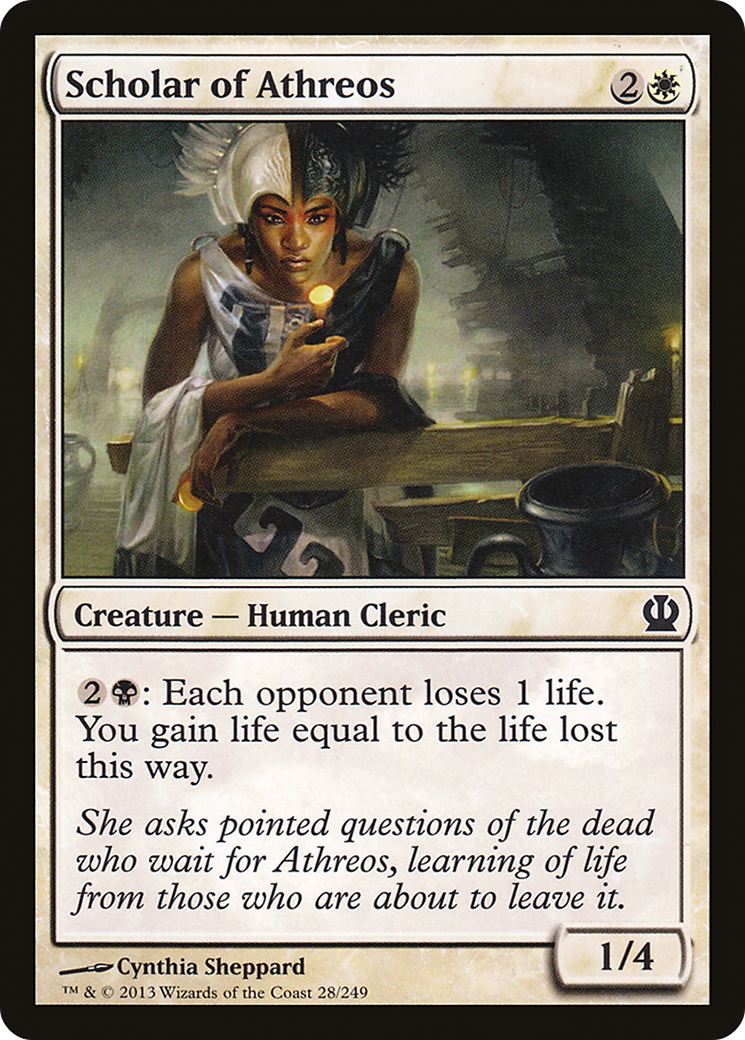 Scholar of Athreos 2
Creature — Human Cleric
2: Each opponent loses 1 life.
You gain life equal to the life lost
this way.
She asks pointed questions of the dead
who wait for Athreos, learning of life
from those who are about to leave it.
1/4
Cynthia Sheppard
™ & © 2013 Wizards of the Coast 28/249